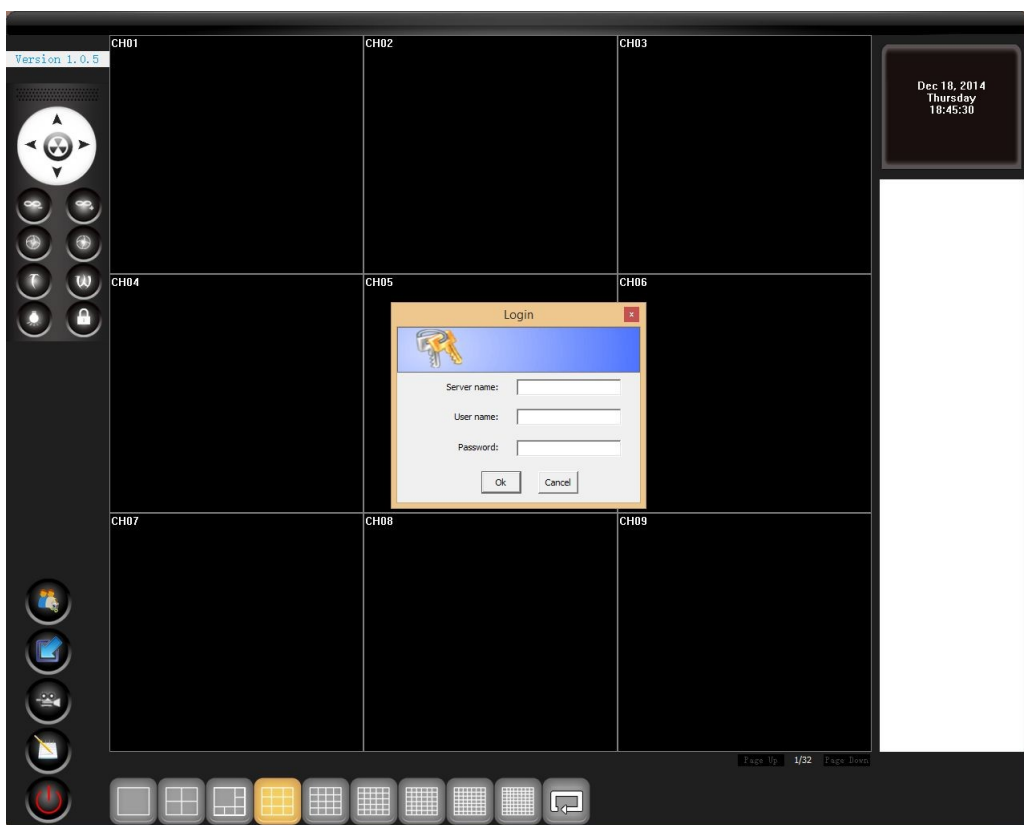 Version 1.0.5
CH01
CH02
CH03
Dec 18, 2014
Thursday
18:45:30
CH04
CH05
CH06
Login
Server name:
User name:
Password:
Ok
Cancel
CH07
CH08
CH09
Page Up
1/32
Page Down